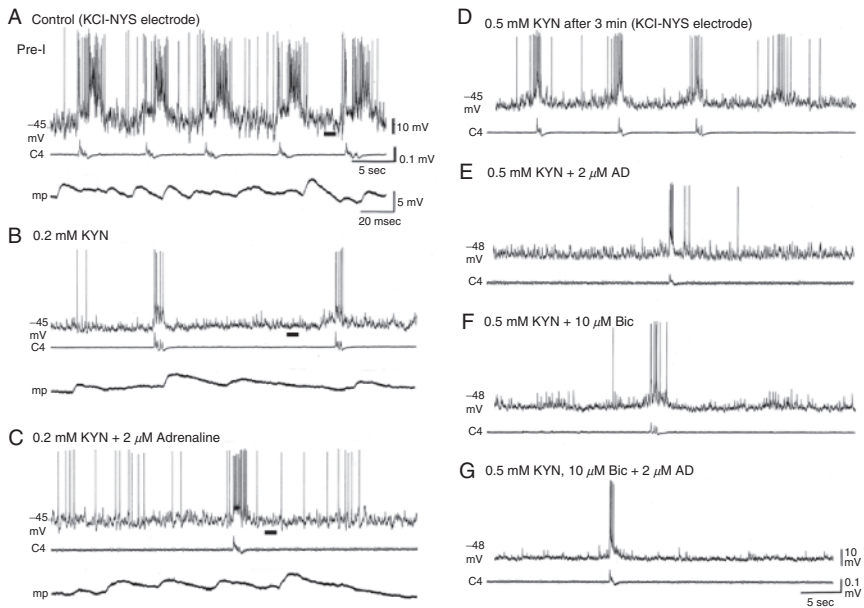 A Control (KCl-NYS electrode)
Pre-I
−45
mV
10 mV
C4
0.1 mV
5 sec
mp
5 mV
20 msec
B 0.2 mM KYN
−45
mV
C4
mp
C 0.2 mM KYN + 2 μM Adrenaline
−45
mV
C4
mp
D 0.5 mM KYN after 3 min (KCl-NYS electrode)
−45
mV
C4
E 0.5 mM KYN + 2 μM AD
−48
mV
C4
F 0.5 mM KYN + 10 μM Bic
−48
mV
C4
G 0.5 mM KYN, 10 μM Bic + 2 μM AD
−48
mV
10
mV
C4
0.1
mV
5 sec